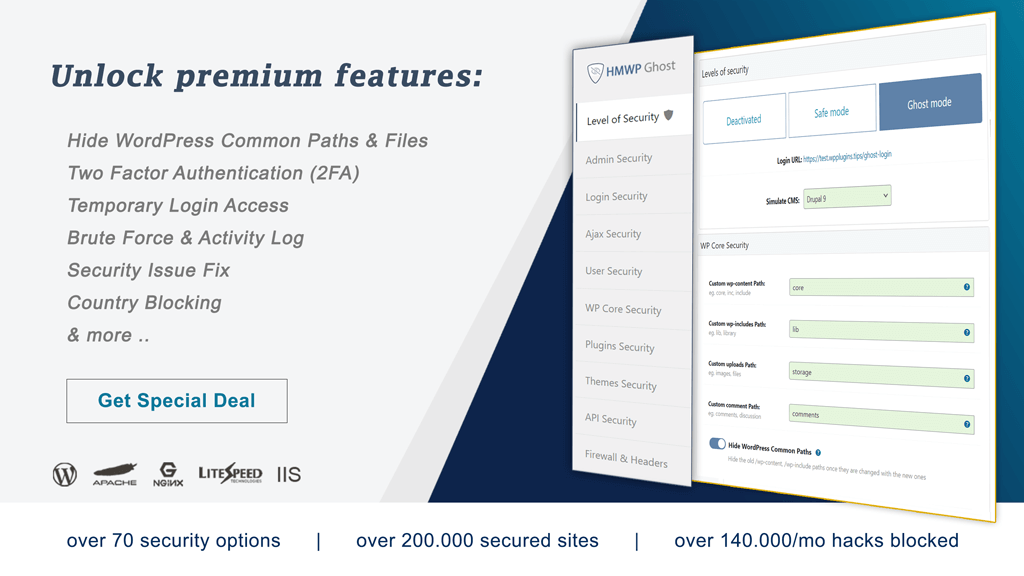 Unlock premium features:
Hide WordPress Common Paths & Files
Two Factor Authentication (2FA)
Temporary Login Access
Brute Force & Activity Log
Security Issue Fix
Country Blocking
& more ..
Get Special Deal
APACHE
NGINX
LITESPEED
TECHNOLOGIES
IIS
HMWP Ghost
Level of Security
Admin Security
Login Security
Ajax Security
User Security
WP Core Security
Plugins Security
Themes Security
API Security
Firewall & Headers
Levels of security
Deactivated
Safe mode
Ghost mode
Login URL: https://test.wpplugins.tips/ghost-login
Simulate CMS: Drupal 9
WP Core Security
Custom wp-content Path: core
eg. core, inc, include
Custom wp-includes Path: lib
eg. lib, library
Custom uploads Path: storage
eg. images, files
Custom comment Path: comments
eg. comments, discussion
Hide WordPress Common Paths
Hide the old /wp-content, /wp-include paths once they are changed with the new ones
over 70 security options | over 200.000 secured sites | over 140.000/mo hacks blocked